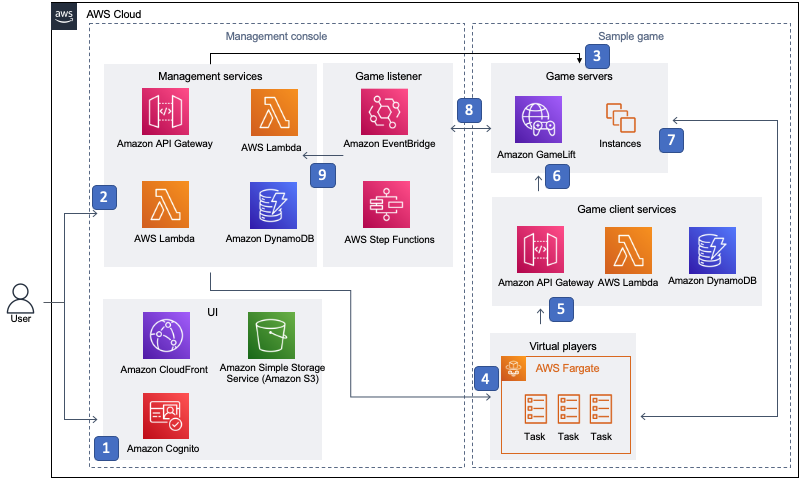 aws
AWS Cloud
Management console
Sample game
3
Management services
Game listener
Game servers
Amazon API Gateway
AWS Lambda
Amazon EventBridge
8
Amazon GameLift
Instances
7
9
6
2
AWS Lambda
Amazon DynamoDB
AWS Step Functions
Game client services
Amazon API Gateway
AWS Lambda
Amazon DynamoDB
User
UI
5
Amazon CloudFront
Amazon Simple Storage
Service (Amazon S3)
Virtual players
4
AWS Fargate
Task
Task
Task
1
Amazon Cognito